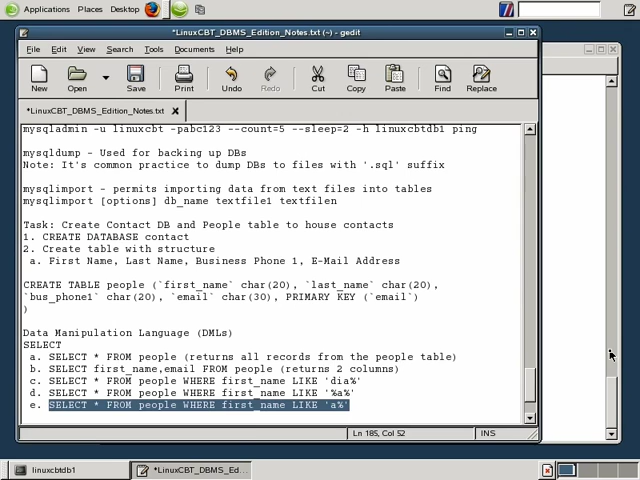 Applications Places Desktop
*LinuxCBT_DBMS_Edition_Notes.txt (~) - gedit
File Edit View Search Tools Documents Help
New Open Save Print Undo Redo Cut Copy Paste Find Replace
*LinuxCBT_DBMS_Edition_Notes.txt
mysqladmin -u linuxcbt -pabc123 --count=5 --sleep=2 -h linuxcbtdb1 ping
mysqldump - Used for backing up DBs
Note: It's common practice to dump DBs to files with '.sql' suffix
mysqlimport - permits importing data from text files into tables
mysqlimport [options] db_name textfile1 textfilen
Task: Create Contact DB and People table to house contacts
1. CREATE DATABASE contact
2. Create table with structure
a. First Name, Last Name, Business Phone 1, E-Mail Address
CREATE TABLE people (`first_name` char(20), `last_name` char(20),
`bus_phone1` char(20), `email` char(30), PRIMARY KEY (`email`)
)
Data Manipulation Language (DMLs)
SELECT
a. SELECT * FROM people (returns all records from the people table)
b. SELECT first_name,email FROM people (returns 2 columns)
c. SELECT * FROM people WHERE first_name LIKE 'dia%'
d. SELECT * FROM people WHERE first_name LIKE '%a%'
e. SELECT * FROM people WHERE first_name LIKE 'a%'
Ln 185, Col 52 INS
linuxcbtdb1 *LinuxCBT_DBMS_Ed...